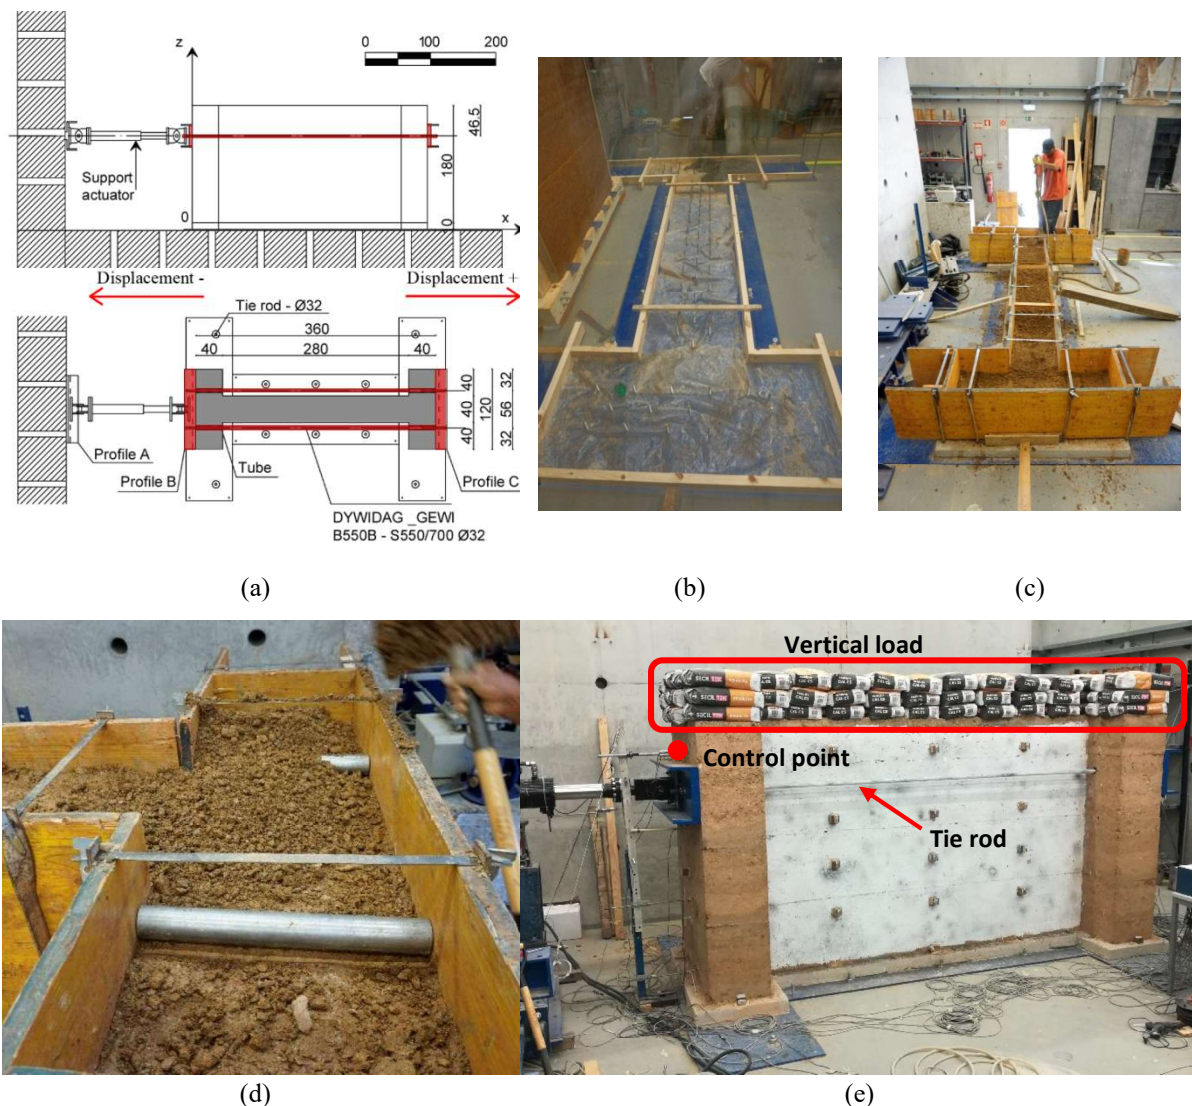 z
0 100 200
Support
actuator
46.5
180
0
0
x
Displacement -
Displacement +
Tie rod - Ø32
360
40
280
40
40
40
40
120
32
56
32
Profile A
Profile B
Tube
Profile C
DYWIDAG _GEWI
B550B - S550/700 Ø32
(a)
(b)
(c)
Vertical load
SECIL
Control point
Tie rod
(d)
(e)